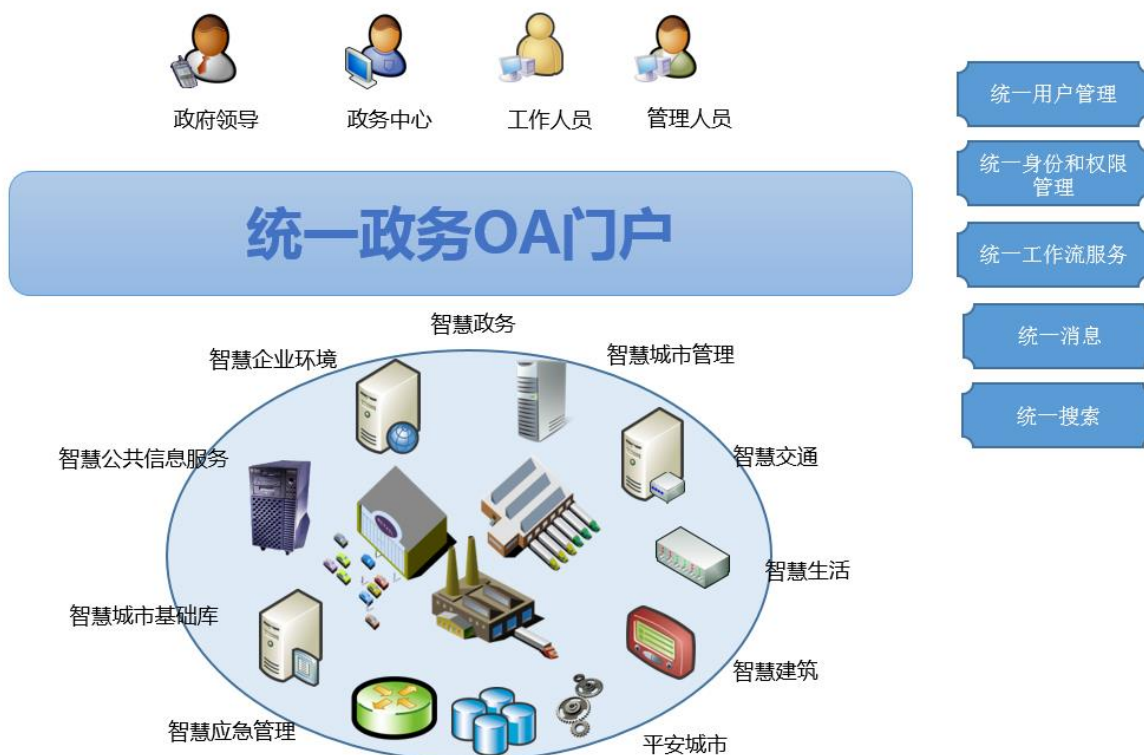 政府领导
政务中心
工作人员
管理人员
统一用户管理
统一身份和权限
管理
统一政务OA门户
统一工作流服务
统一消息
统一搜索
智慧政务
智慧企业环境
智慧城市管理
智慧公共信息服务
智慧交通
智慧生活
智慧城市基础库
智慧建筑
智慧应急管理
平安城市